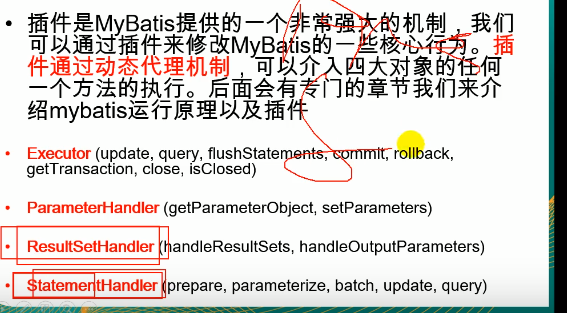 • 插件是MyBatis提供的一个非常强大的机制，我们
可以通过插件来修改MyBatis的一些核心行为。插
件通过动态代理机制，可以介入四大对象的任何
一个方法的执行。后面会有专门的章节我们来介
绍mybatis运行原理以及插件
• Executor (update, query, flushStatements, commit, rollback,
getTransaction, close, isClosed)
• ParameterHandler (getParameterObject, setParameters)
• ResultSetHandler (handleResultSets, handleOutputParameters)
• StatementHandler (prepare, parameterize, batch, update, query)